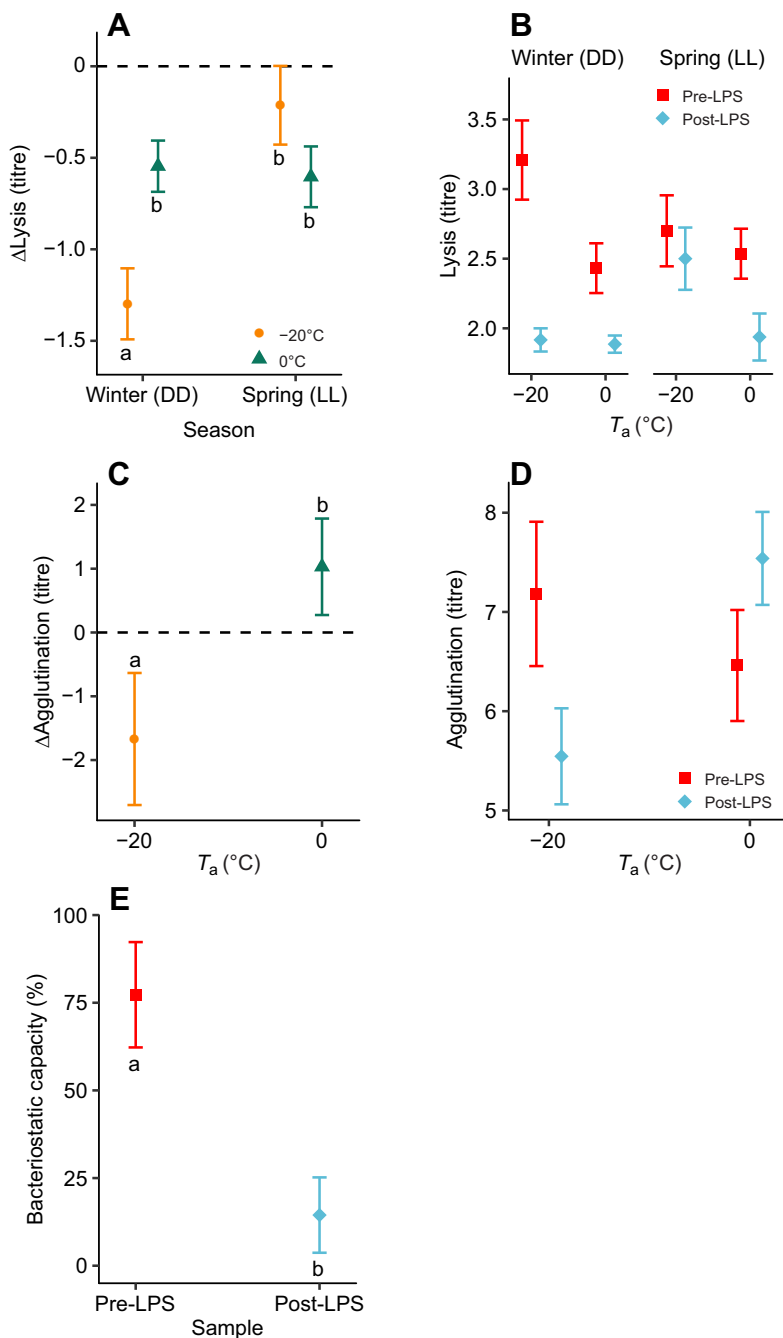 A
ΔLysis (titre)
0
−0.5
−1.0
−1.5
b
b
b
a
−20°C
0°C
Winter (DD)
Spring (LL)
Season
B
Winter (DD)
Spring (LL)
Pre-LPS
Post-LPS
Lysis (titre)
3.5
3.0
2.5
2.0
−20
0
−20
0
Ta (°C)
C
ΔAgglutination (titre)
2
1
0
−1
−2
b
a
−20
0
Ta (°C)
D
Agglutination (titre)
8
7
6
5
Pre-LPS
Post-LPS
−20
0
Ta (°C)
E
Bacteriostatic capacity (%)
100
75
50
25
0
a
b
Pre-LPS
Post-LPS
Sample